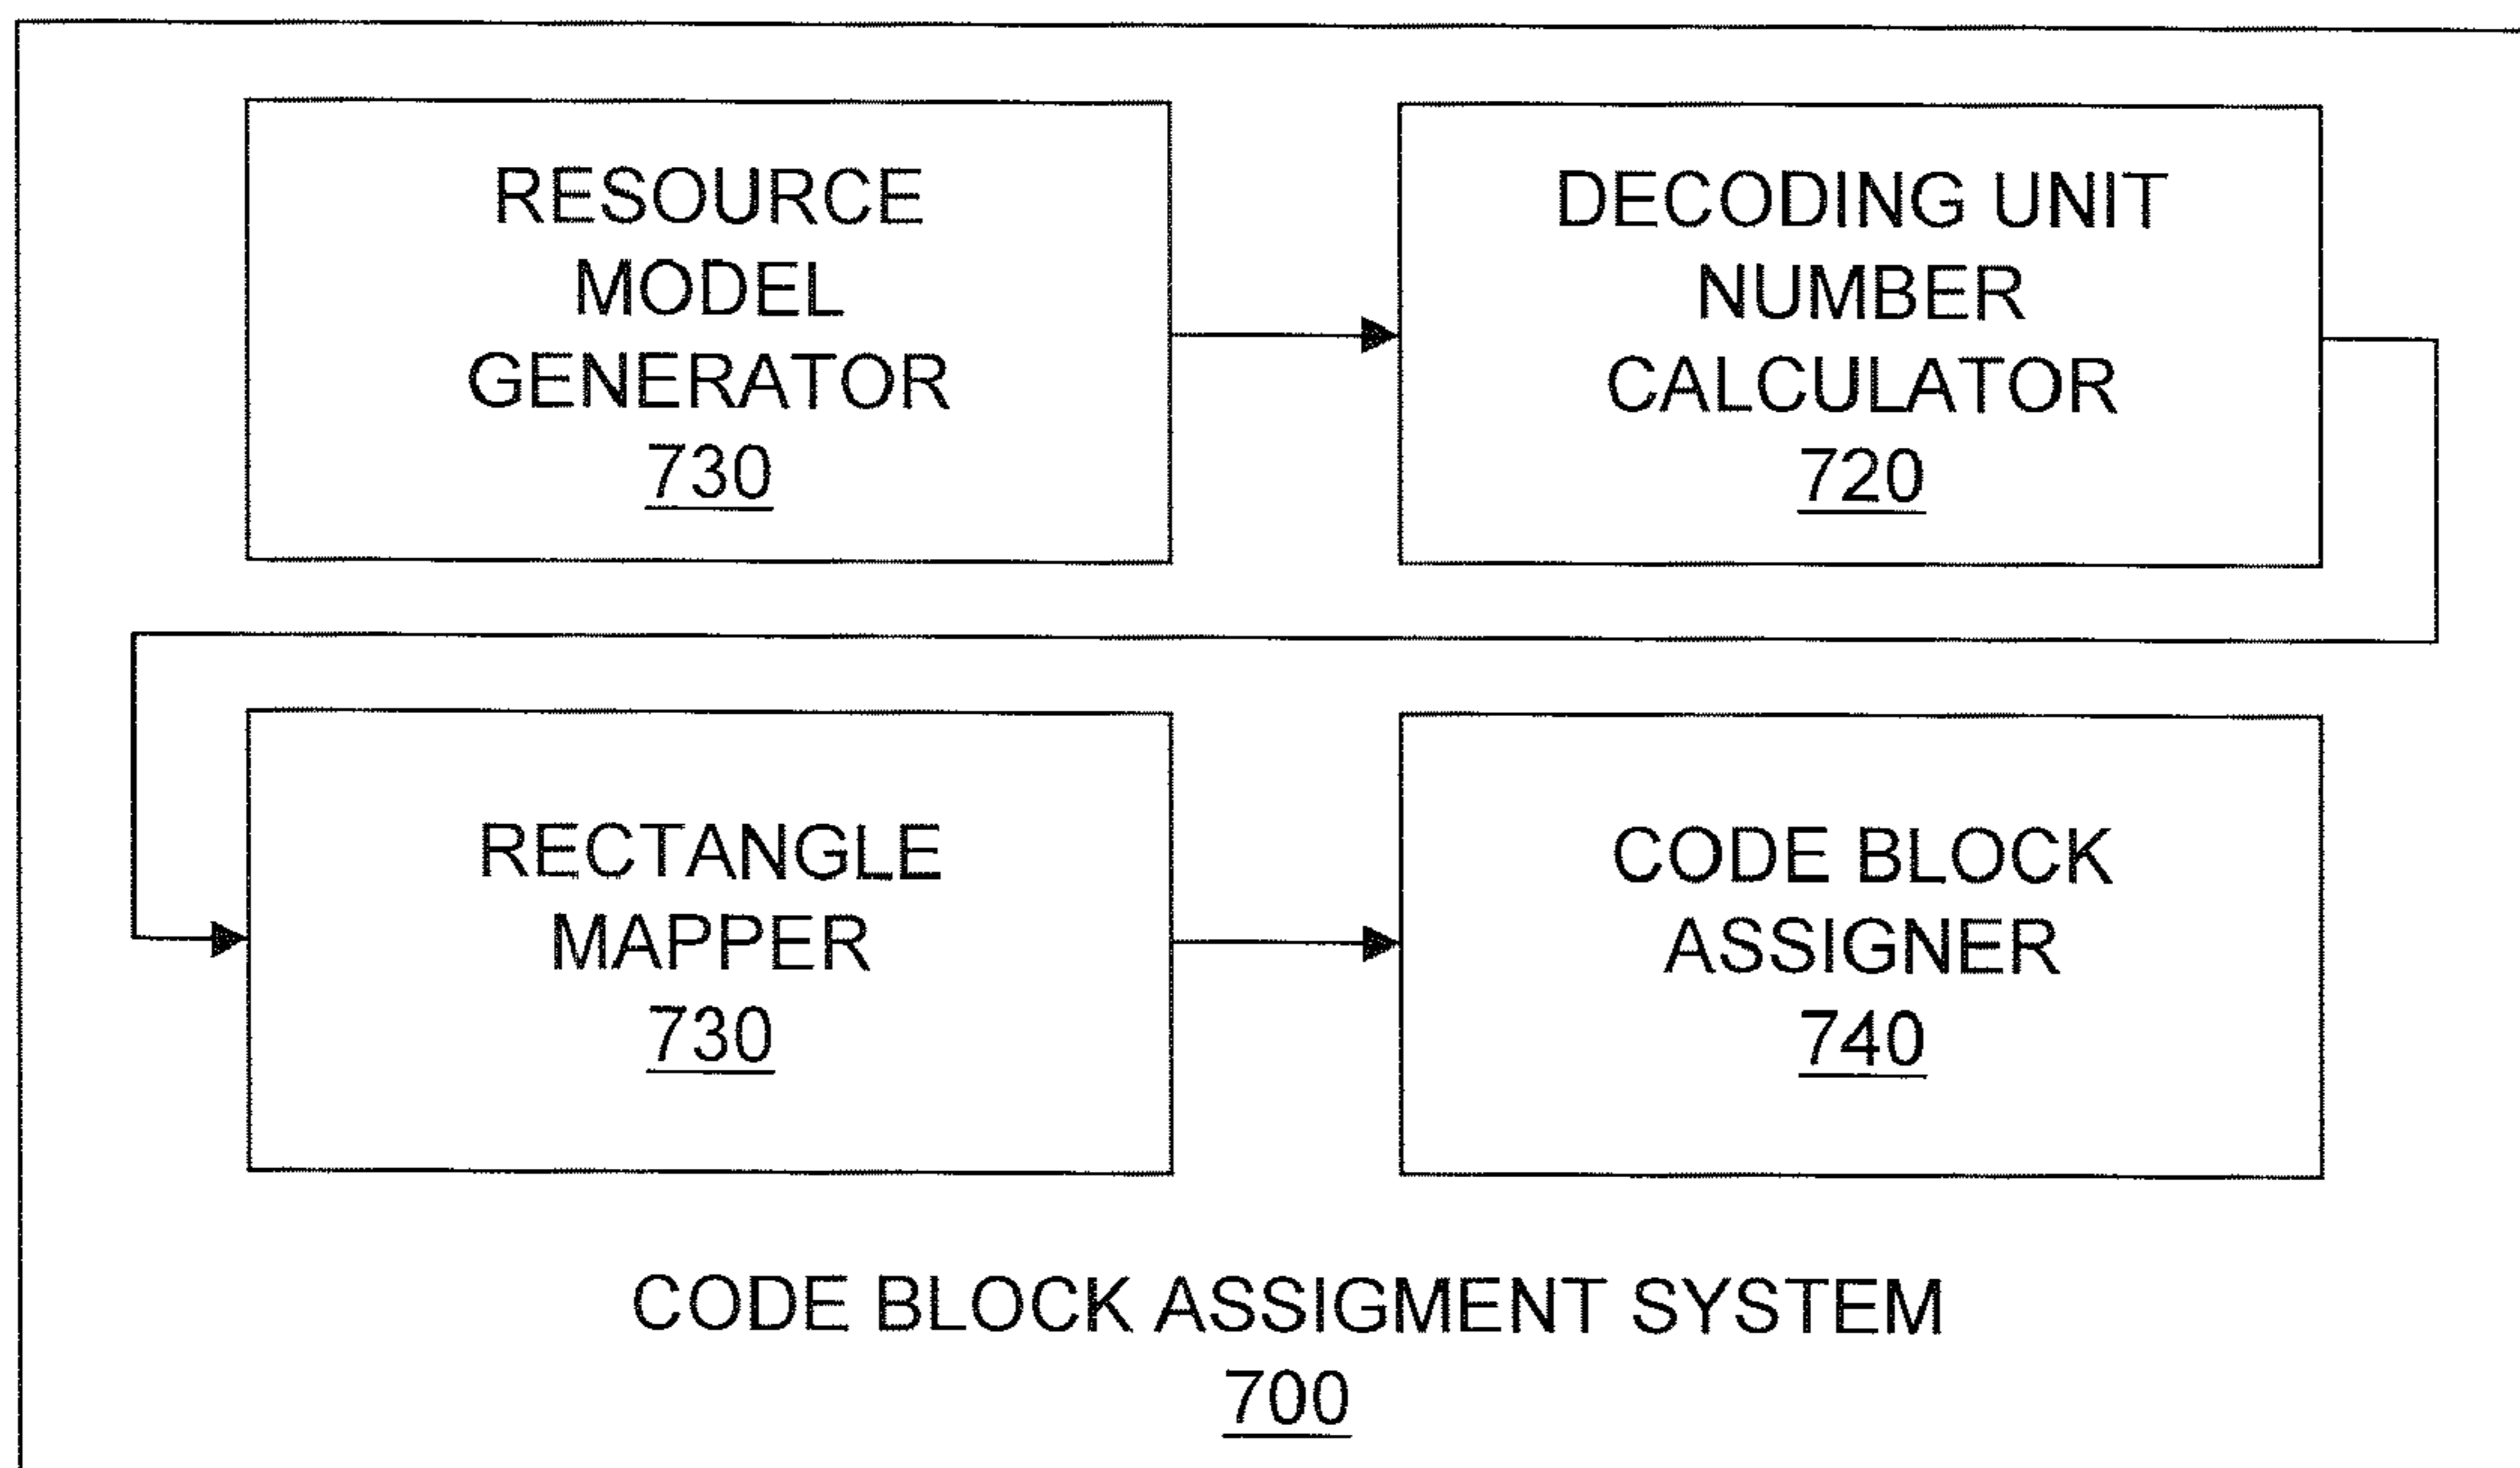 RESOURCE
MODEL
GENERATOR
730
DECODING UNIT
NUMBER
CALCULATOR
720
RECTANGLE
MAPPER
730
CODE BLOCK
ASSIGNER
740
CODE BLOCK ASSIGMENT SYSTEM
700